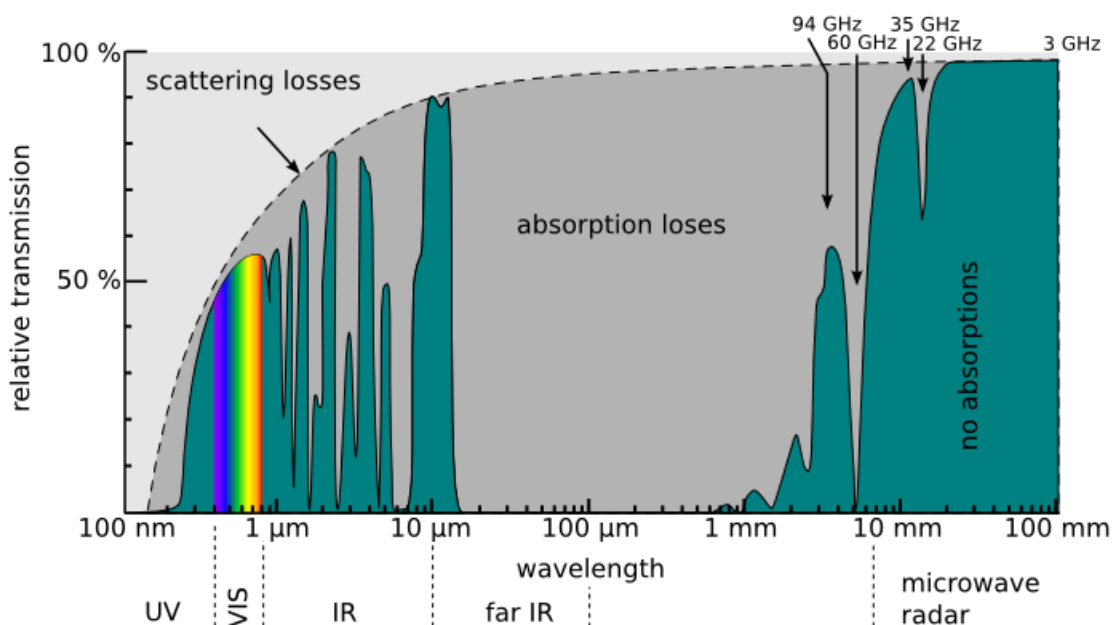 94 GHz 35 GHz
60 GHz 22 GHz 3 GHz
100 %
scattering losses
absorption loses
50 %
relative transmission
no absorptions
100 nm 1 µm 10 µm 100 µm 1 mm 10 mm 100 mm
wavelength
UV VIS IR far IR microwave
radar